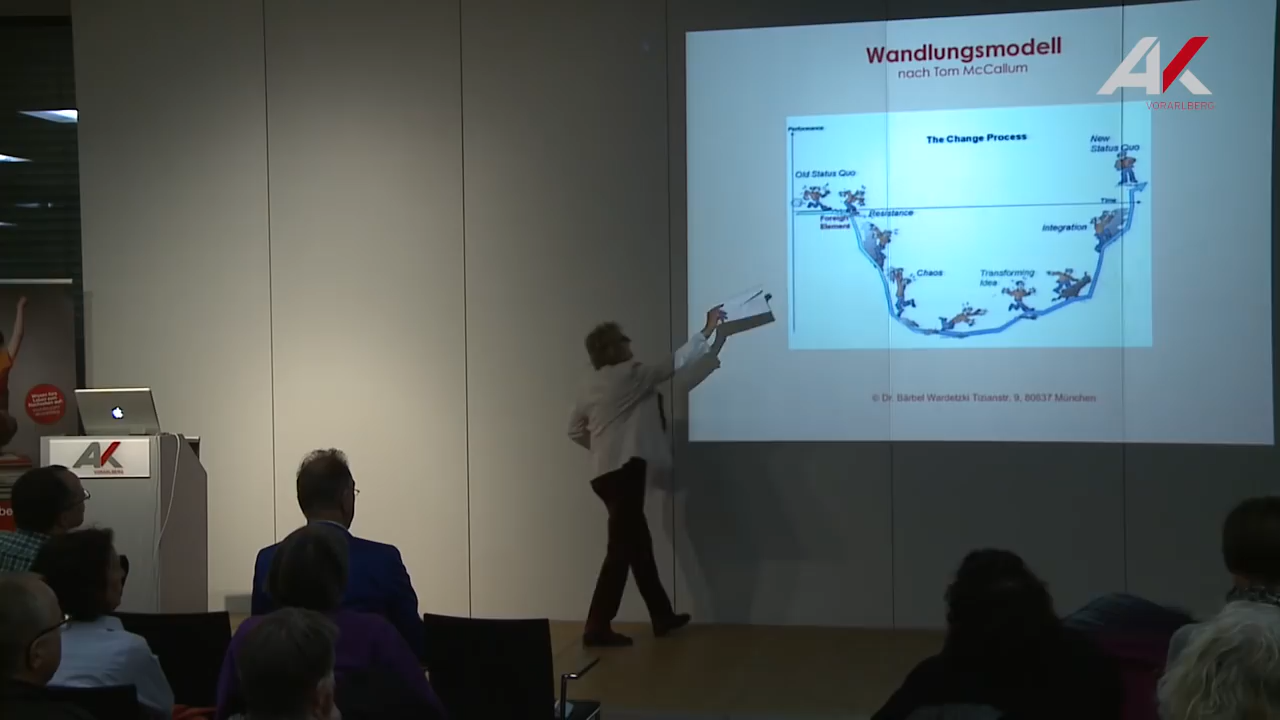 Wandlungsmodell
nach Tom McCallum
AK
VORARLBERG
Performance
The Change Process
New
Status Quo
Old Status Quo
Time
Foreign
Element
Resistance
Integration
Chaos
Transforming
Idea
© Dr. Bärbel Wardetzki Tizianstr. 9, 80637 München
AK
VORARLBERG